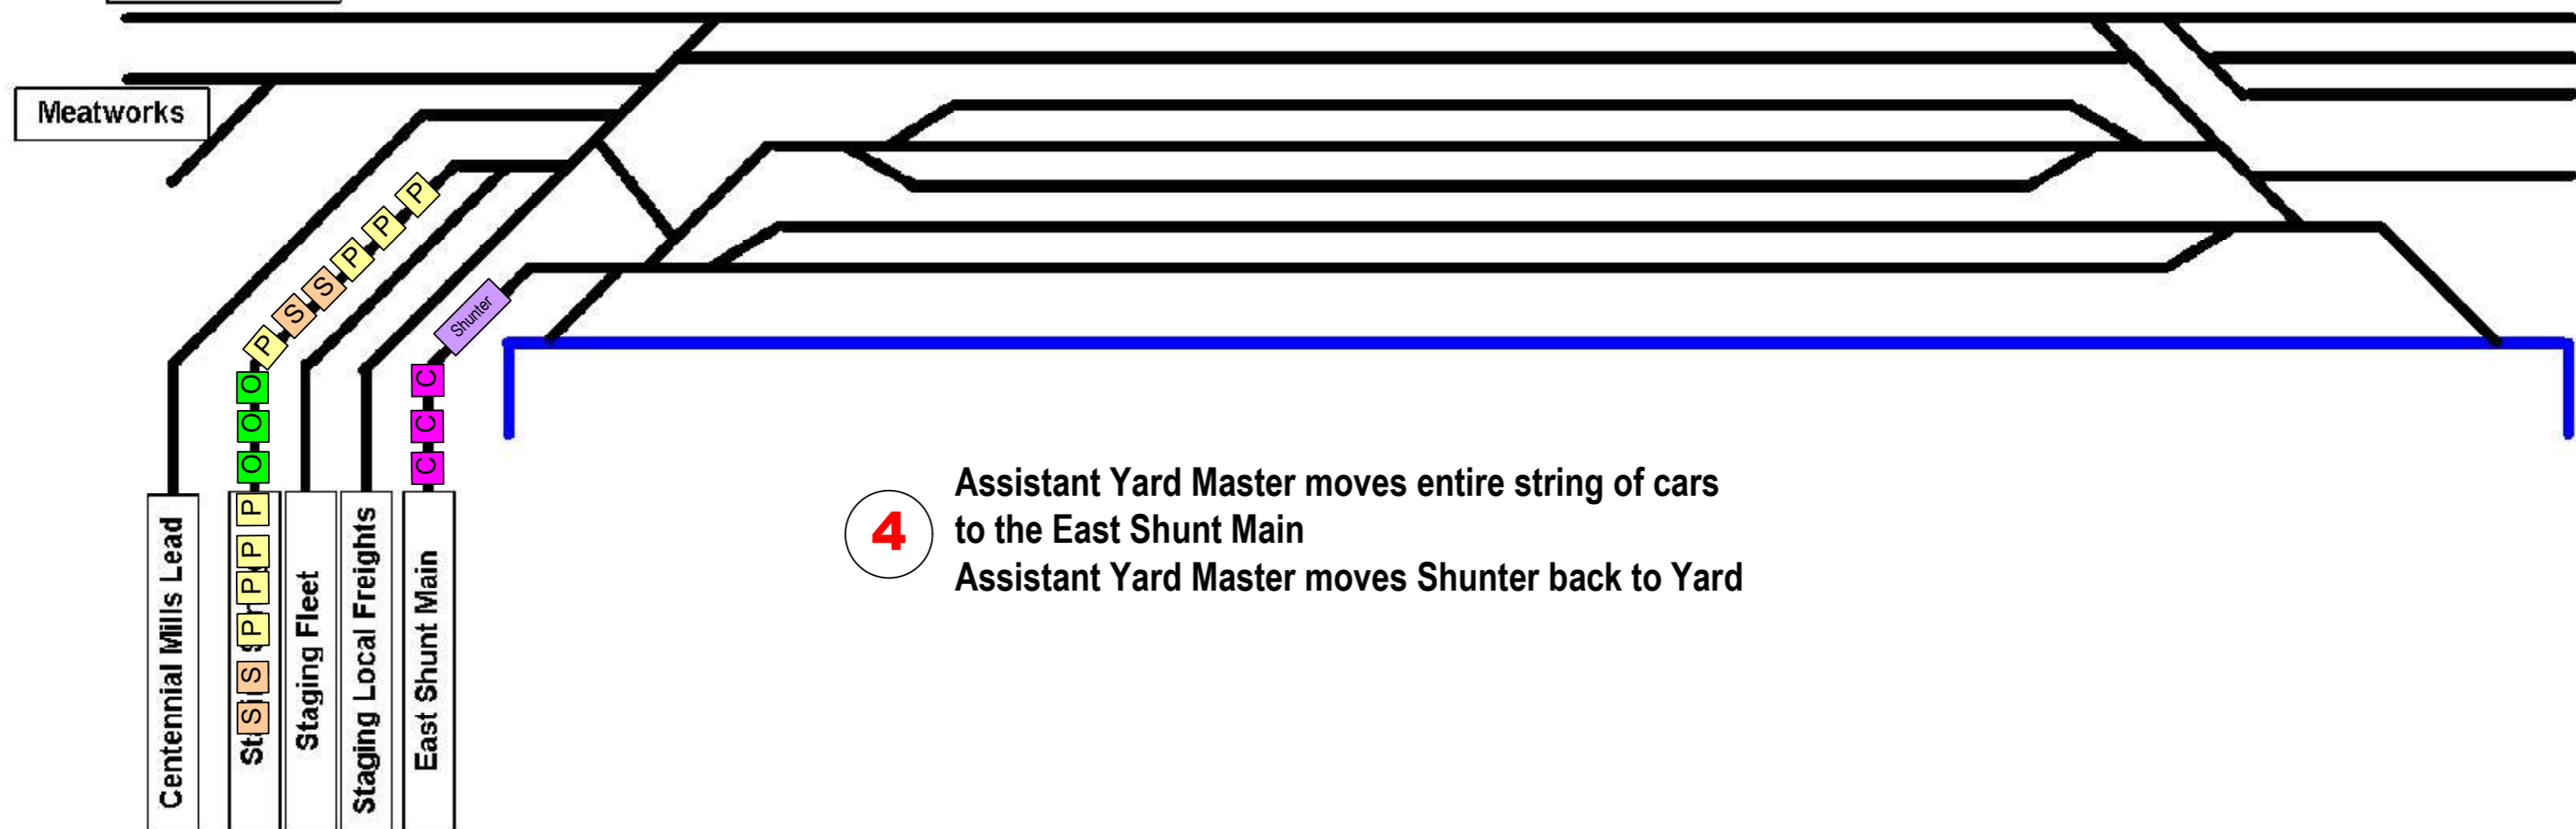 Meatworks
P
P
P
S
S
P
O
O
O
P
P
P
P
S
S
Shunter
C
C
C
Centennial Mills Lead
Staging Fleet
Staging Local Freights
East Shunt Main
4
Assistant Yard Master moves entire string of cars
to the East Shunt Main
Assistant Yard Master moves Shunter back to Yard